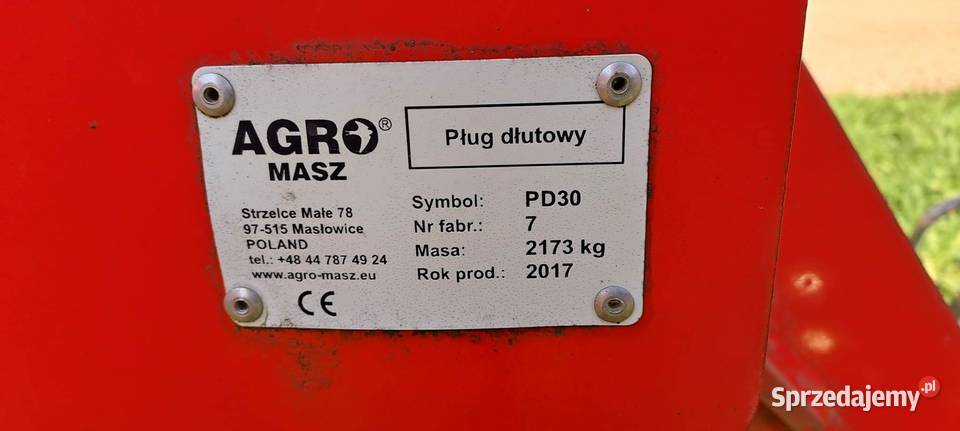 AGRO®
MASZ
Strzelce Małe 78
97-515 Masłowice
POLAND
tel.: +48 44 787 49 24
www.agro-masz.eu
CE
Pług dłutowy
Symbol: PD30
Nr fabr.: 7
Masa: 2173 kg
Rok prod.: 2017
Sprzedajemy.pl